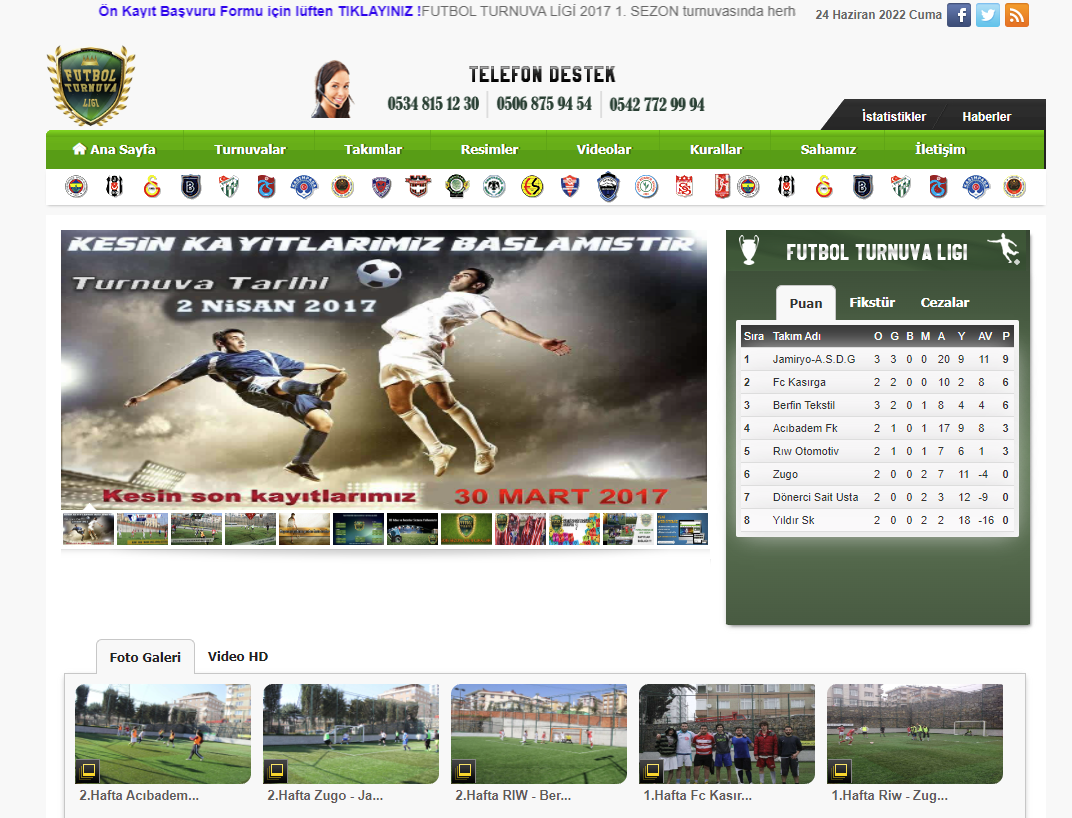 Ön Kayıt Başvuru Formu için lüften TIKLAYINIZ !FUTBOL TURNUVA LİGİ 2017 1. SEZON turnuvasında herh
24 Haziran 2022 Cuma
FUTBOL
TURNUVA
LIGI
TELEFON DESTEK
0534 815 12 30 0506 875 94 54 0542 772 99 94
İstatistikler Haberler
Ana Sayfa Turnuvalar Takımlar Resimler Videolar Kurallar Sahamız İletişim
KESİN KAYITLARIMIZ BASLAMISTIR
Turnuva Tarihi
2 NiSAN 2017
Kesin son kayıtlarımız 30 MART 2017
FUTBOL TURNUVA LIGI
Puan Fikstür Cezalar
Sıra Takım Adı O G B M A Y AV P
1 Jamiryo-A.S.D.G 3 3 0 0 20 9 11 9
2 Fc Kasırga 2 2 0 0 10 2 8 6
3 Berfin Tekstil 3 2 0 1 8 4 4 6
4 Acıbadem Fk 2 1 0 1 17 9 8 3
5 Rıw Otomotiv 2 1 0 1 7 6 1 3
6 Zugo 2 0 0 2 7 11 -4 0
7 Dönerci Sait Usta 2 0 0 2 3 12 -9 0
8 Yıldır Sk 2 0 0 2 2 18 -16 0
Foto Galeri Video HD
2.Hafta Acıbadem... 2.Hafta Zugo - Ja... 2.Hafta RIW - Ber... 1.Hafta Fc Kasır... 1.Hafta Riw - Zug...